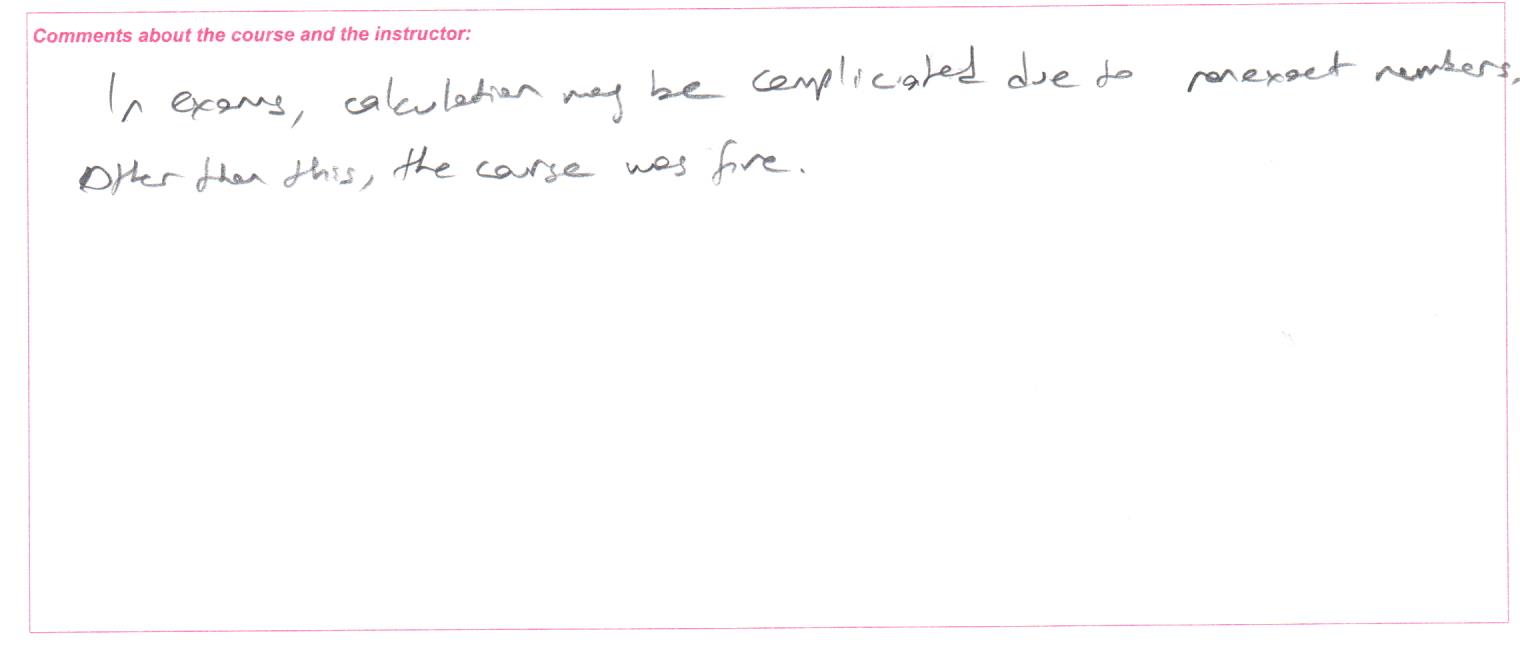 Comments about the course and the instructor:
In exams, calculation may be complicated due to nonexact numbers.
Other than this, the course was fine.